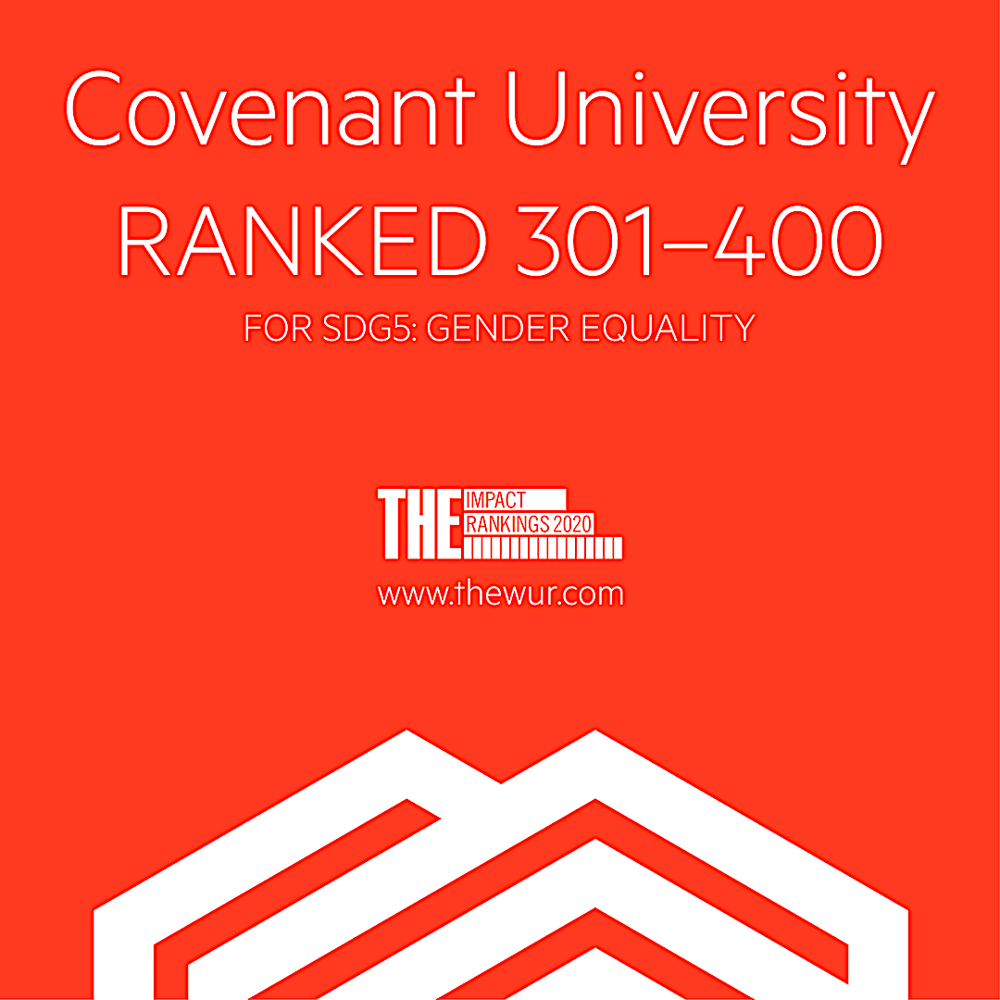 Covenant University
RANKED 301–400
FOR SDG5: GENDER EQUALITY
THE IMPACT
RANKINGS 2020
www.thewur.com